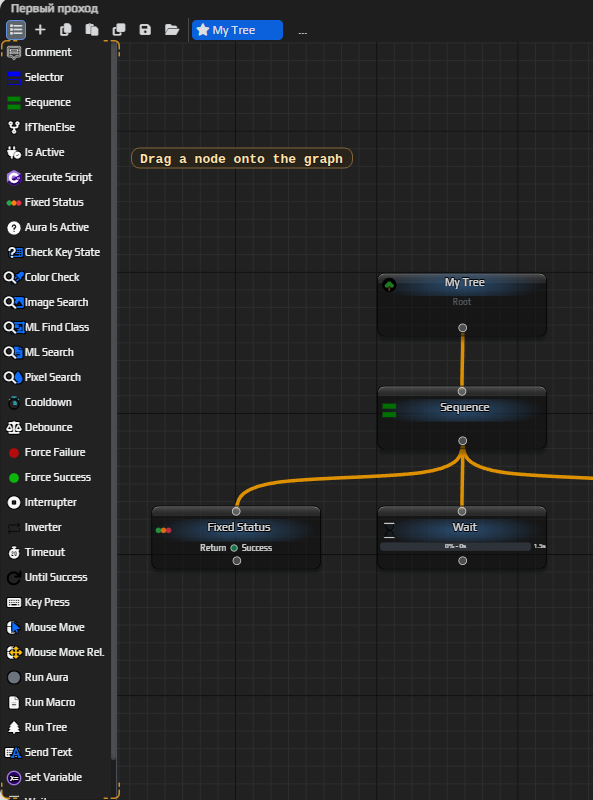 Первый проход
My Tree
...
Comment
Selector
Sequence
IfThenElse
Is Active
Execute Script
Fixed Status
Aura Is Active
Check Key State
Color Check
Image Search
ML Find Class
ML Search
Pixel Search
Cooldown
Debounce
Force Failure
Force Success
Interrupter
Inverter
Timeout
Until Success
Key Press
Mouse Move
Mouse Move Rel.
Run Aura
Run Macro
Run Tree
Send Text
Set Variable
Wait
Drag a node onto the graph
My Tree
Root
Sequence
Fixed Status
Return Success
Wait
0% - 0s 1.5s